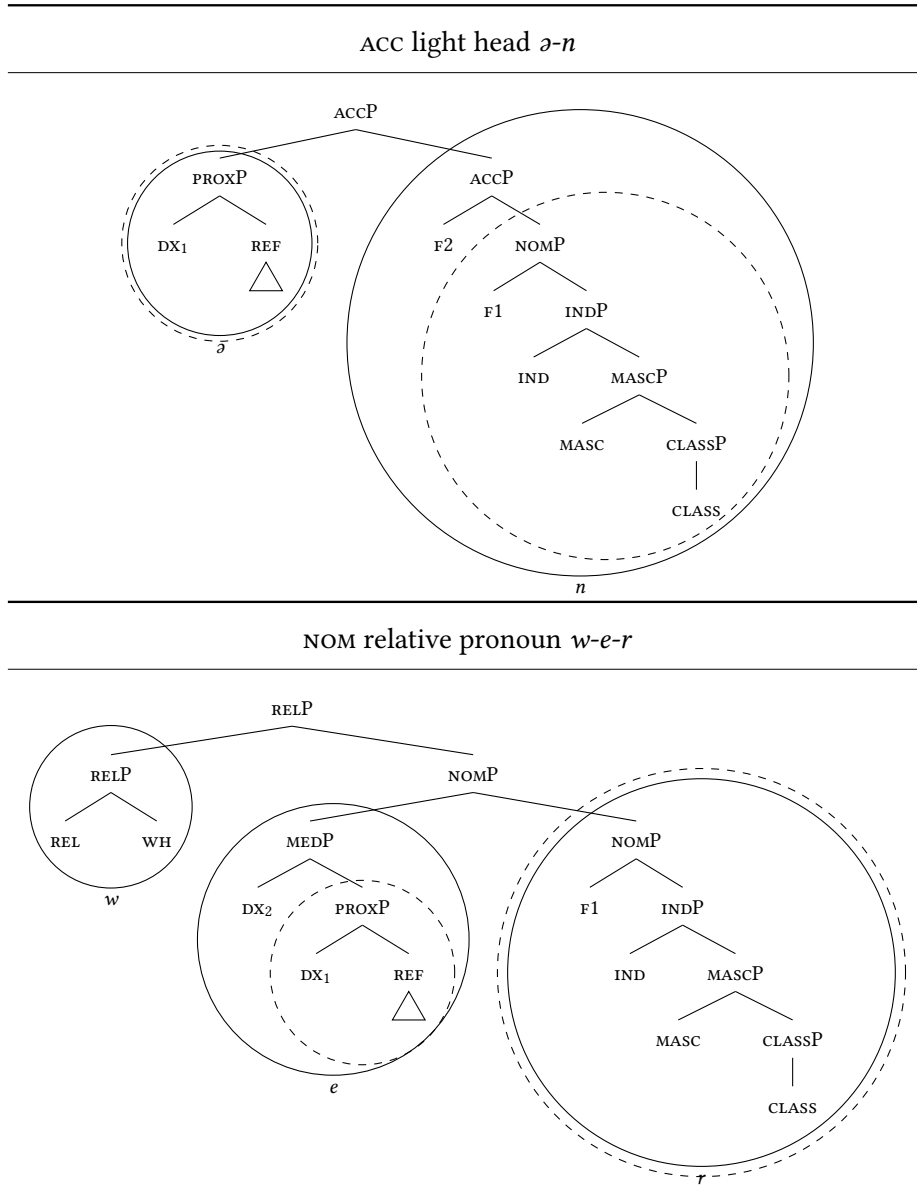 ACC light head ə-n
ACCP
PROXP ACCP
DX1 REF F2 NOMP
ə
F1 INDP
IND MASCP
MASC CLASSP
CLASS
n
NOM relative pronoun w-e-r
RELP
RELP NOMP
REL WH MEDP NOMP
w
DX2 PROXP F1 INDP
DX1 REF IND MASCP
MASC CLASSP
e
CLASS
r